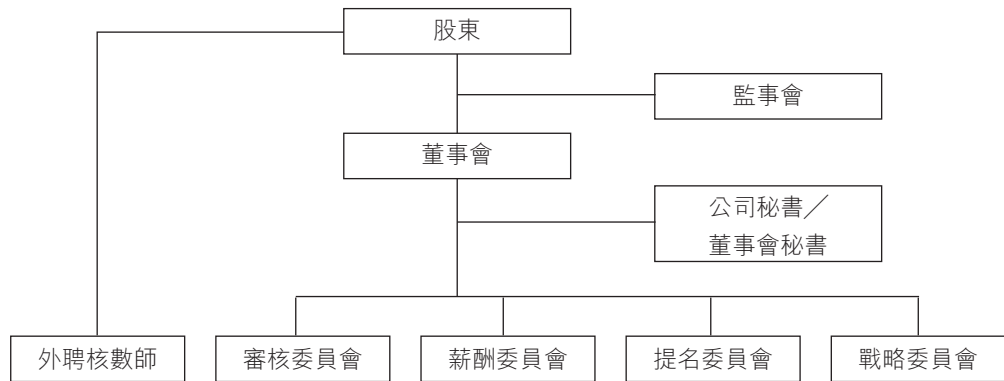 股東
監事會
董事會
公司秘書／
董事會秘書
外聘核數師
審核委員會
薪酬委員會
提名委員會
戰略委員會